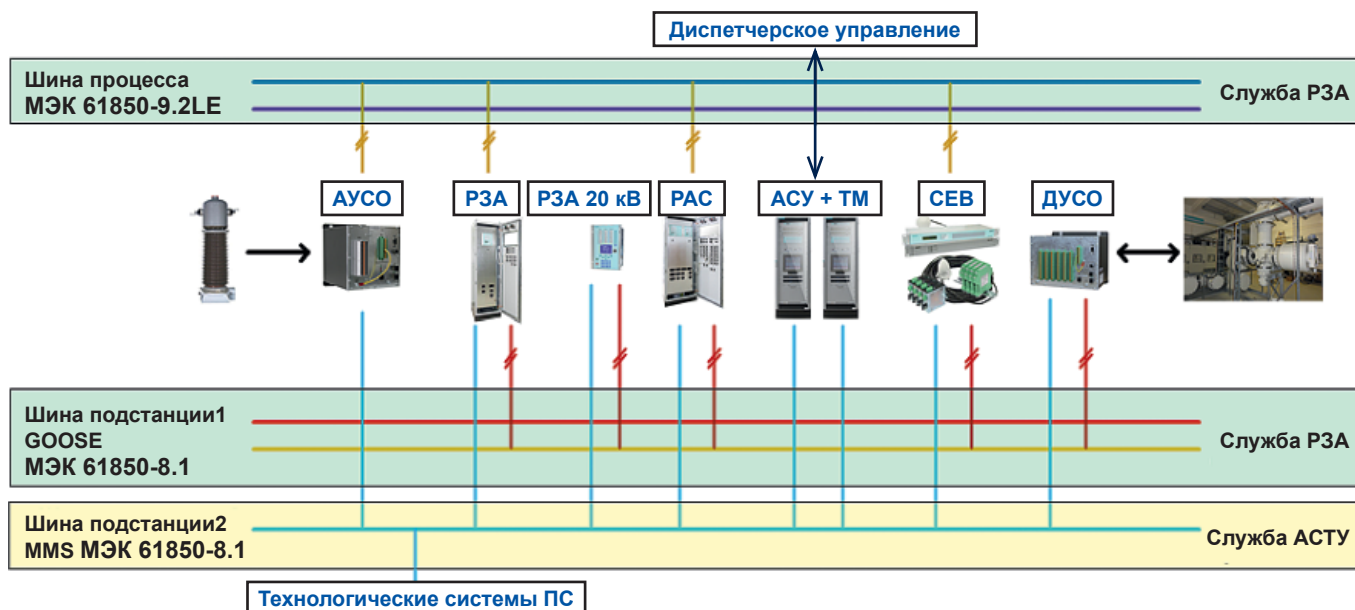 Диспетчерское управление
Шина процесса
МЭК 61850-9.2LE
Служба РЗА
АУСО
РЗА
РЗА 20 кВ
РАС
АСУ + ТМ
СЕВ
ДУСО
Шина подстанции1
GOOSE
МЭК 61850-8.1
Служба РЗА
Шина подстанции2
MMS МЭК 61850-8.1
Служба АСТУ
Технологические системы ПС